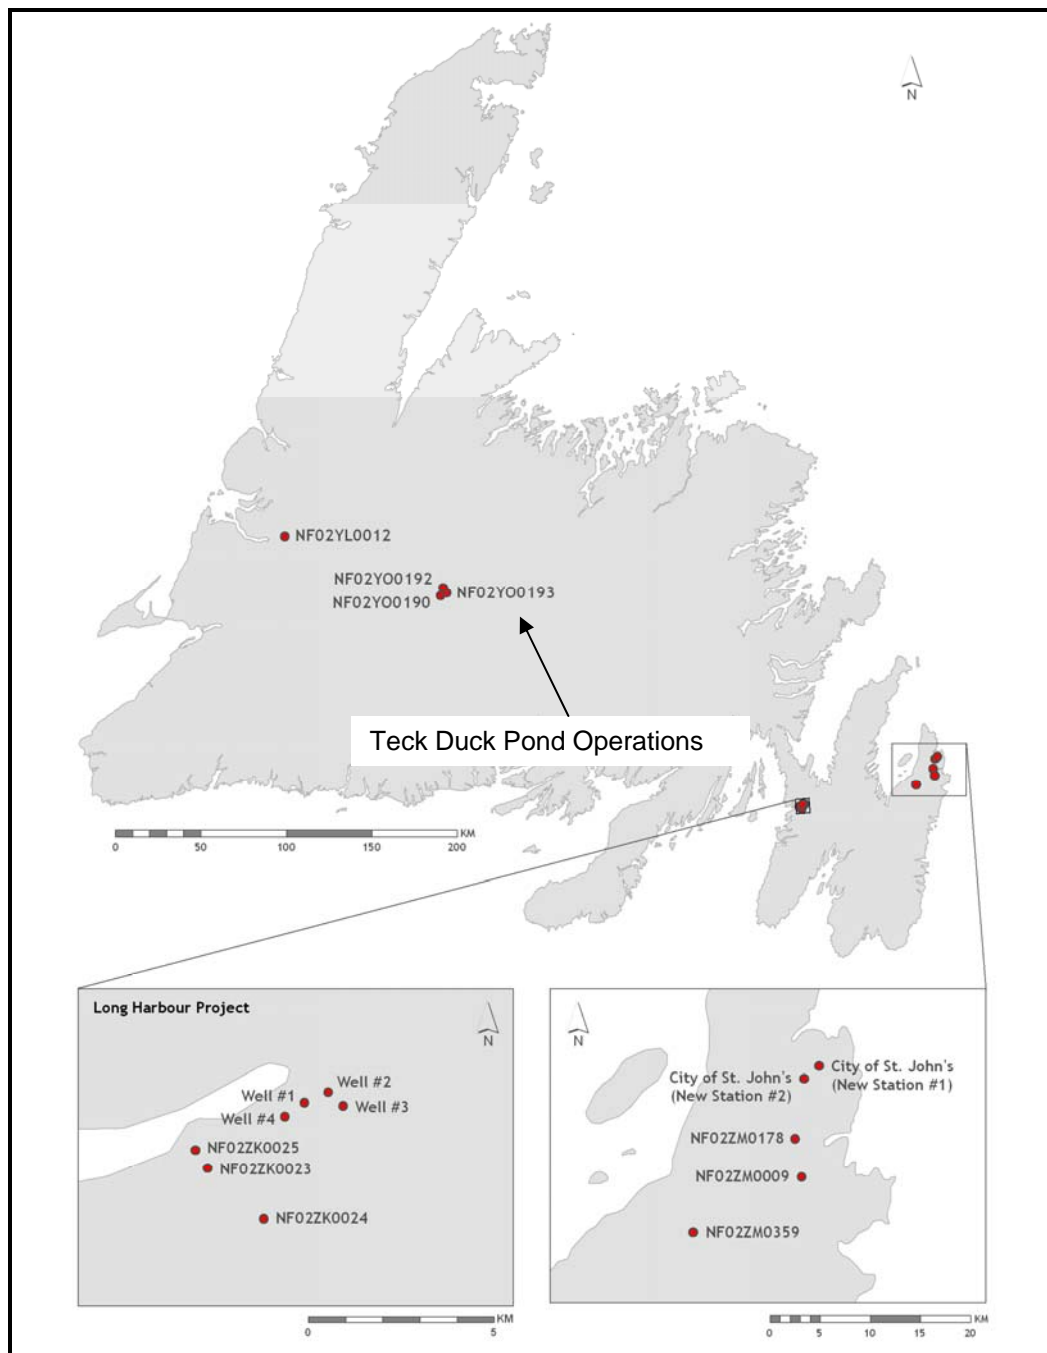 N
NF02YL0012
NF02YO0192
NF02YO0193
NF02YO0190
Teck Duck Pond Operations
KM
0 50 100 150 200
Long Harbour Project
N
Well #2
Well #1
Well #3
Well #4
NF02ZK0025
NF02ZK0023
NF02ZK0024
KM
0 5
N
City of St. John's
(New Station #1)
City of St. John's
(New Station #2)
NF02ZM0178
NF02ZM0009
NF02ZM0359
KM
0 5 10 15 20